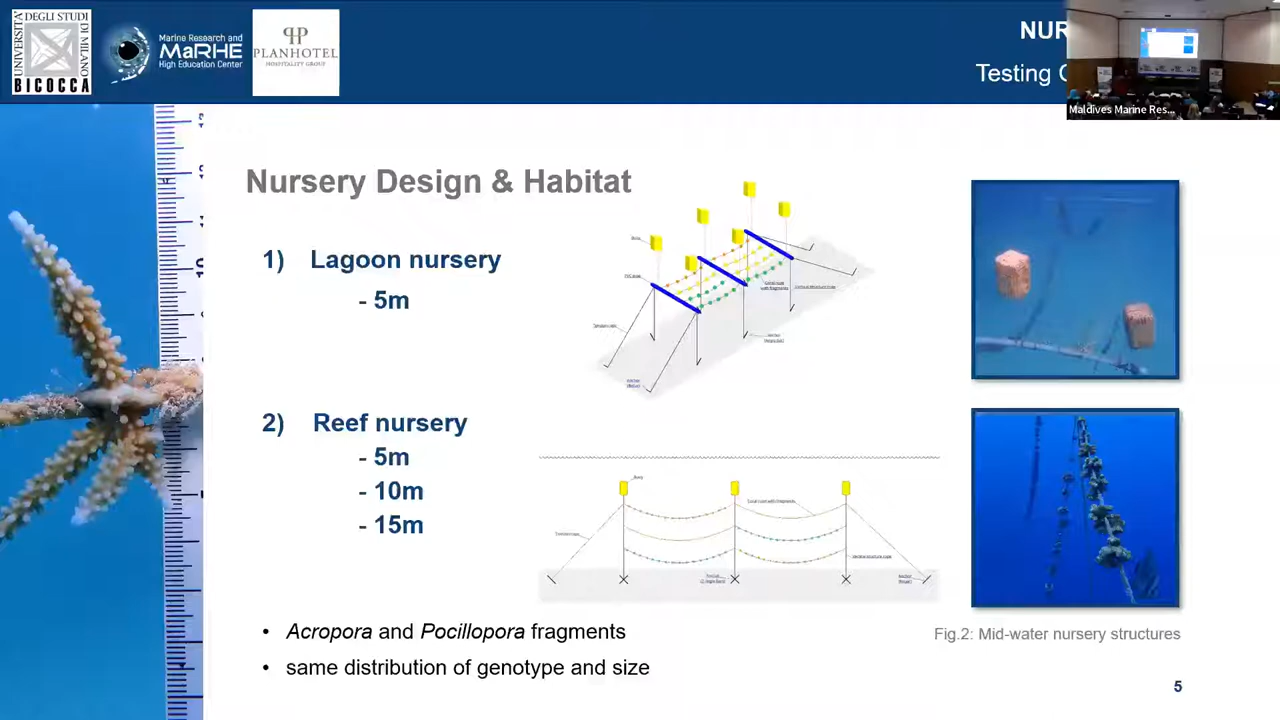 UNIVERSITÀ DEGLI STUDI DI MILANO
BICOCCA
Marine Research and
MaRHE
High Education Center
PLANHOTEL
HOSPITALITY GROUP
Testing
Maldives Marine Res...
Nursery Design & Habitat
1) Lagoon nursery
- 5m
2) Reef nursery
- 5m
- 10m
- 15m
• Acropora and Pocillopora fragments
• same distribution of genotype and size
Fig.2: Mid-water nursery structures
5